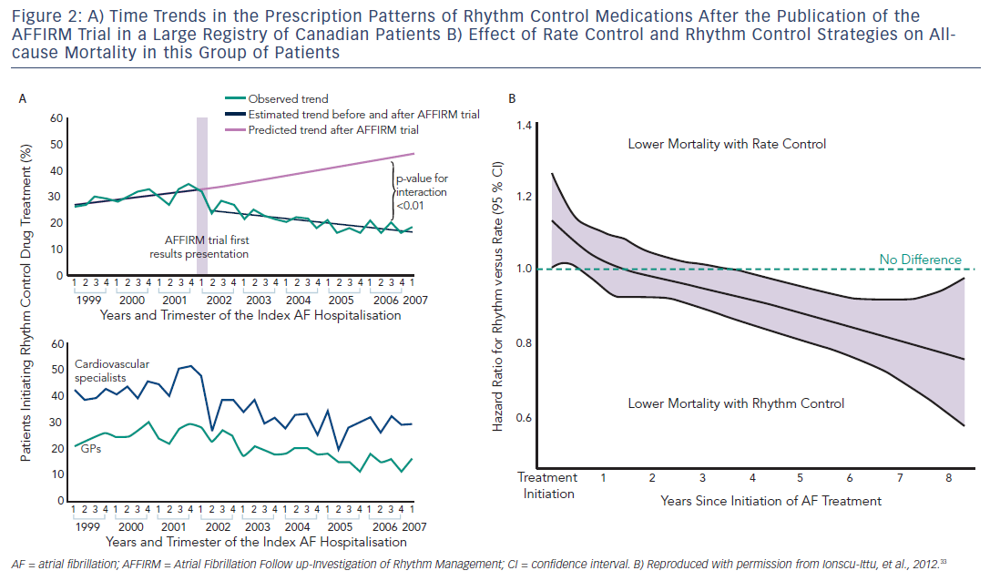 Figure 2: A) Time Trends in the Prescription Patterns of Rhythm Control Medications After the Publication of the
AFFIRM Trial in a Large Registry of Canadian Patients B) Effect of Rate Control and Rhythm Control Strategies on All-
cause Mortality in this Group of Patients
A
Observed trend
Estimated trend before and after AFFIRM trial
Predicted trend after AFFIRM trial
Patients Initiating Rhythm Control Drug Treatment (%)
60
50
40
30
20
10
0
p-value for
interaction
<0.01
AFFIRM trial first
results presentation
1 2 3 4 1 2 3 4 1 2 3 4 1 2 3 4 1 2 3 4 1 2 3 4 1 2 3 4 1 2 3 4 1
1999 2000 2001 2002 2003 2004 2005 2006 2007
Years and Trimester of the Index AF Hospitalisation
60
50
40
30
20
10
0
Cardiovascular
specialists
GPs
1 2 3 4 1 2 3 4 1 2 3 4 1 2 3 4 1 2 3 4 1 2 3 4 1 2 3 4 1 2 3 4 1
1999 2000 2001 2002 2003 2004 2005 2006 2007
Years and Trimester of the Index AF Hospitalisation
B
Hazard Ratio for Rhythm versus Rate (95 % CI)
1.4
1.2
1.0
0.8
0.6
Lower Mortality with Rate Control
No Difference
Lower Mortality with Rhythm Control
Treatment
Initiation
1 2 3 4 5 6 7 8
Years Since Initiation of AF Treatment
AF = atrial fibrillation; AFFIRM = Atrial Fibrillation Follow up-Investigation of Rhythm Management; CI = confidence interval. B) Reproduced with permission from Ionscu-Ittu, et al., 2012.³³